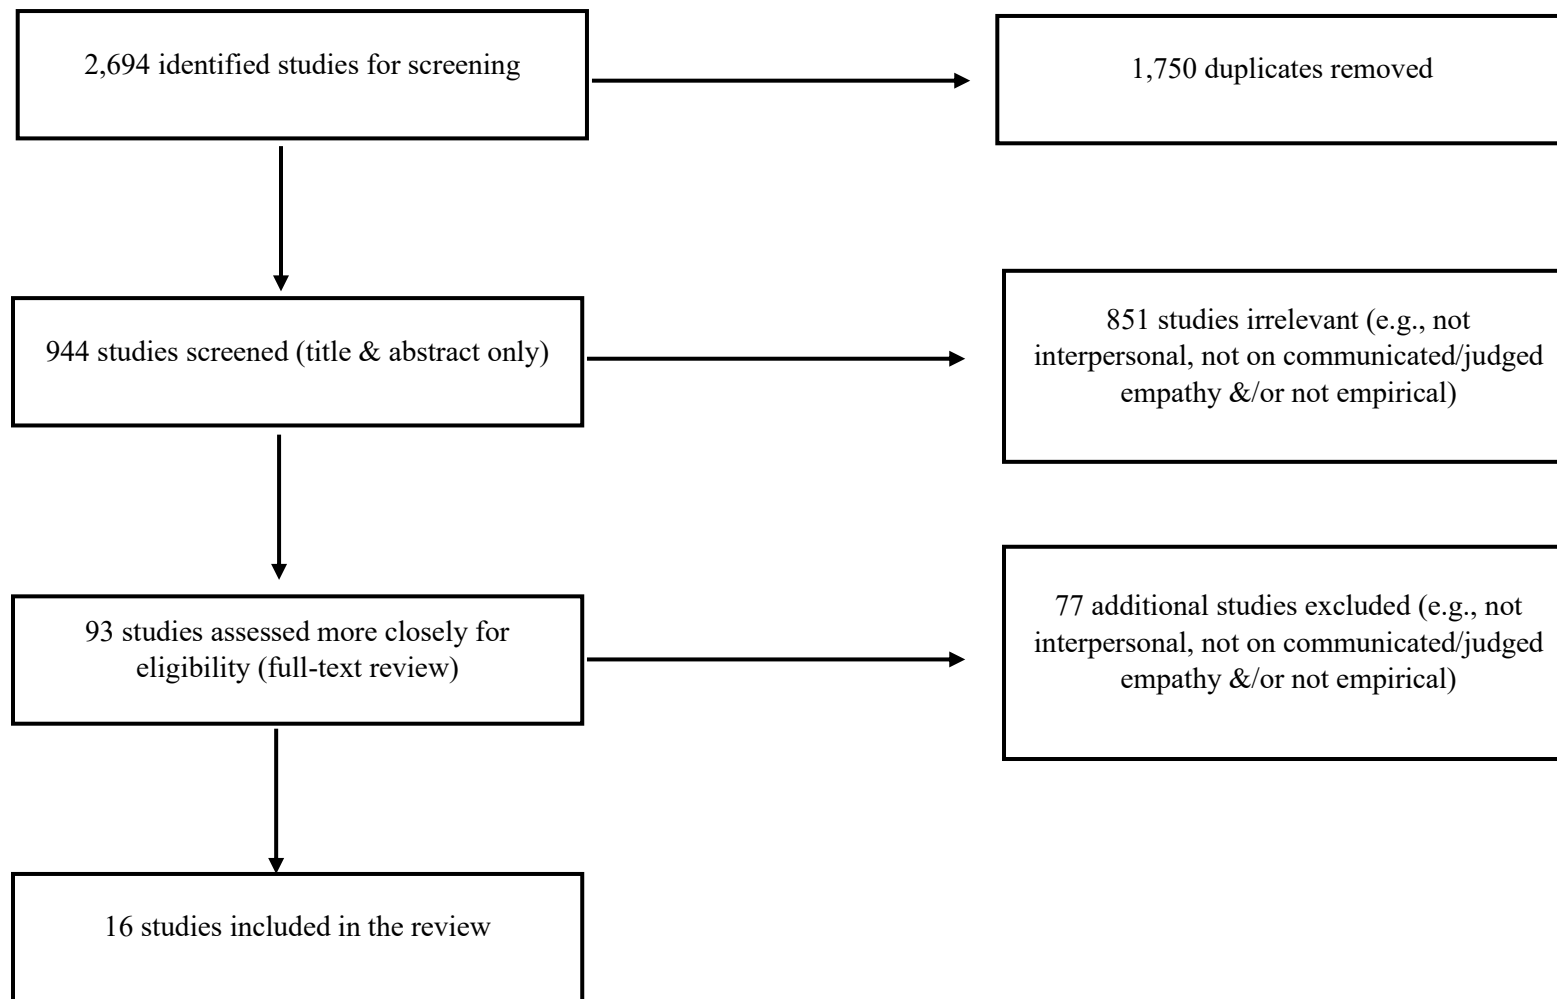 2,694 identified studies for screening
1,750 duplicates removed
944 studies screened (title & abstract only)
851 studies irrelevant (e.g., not
interpersonal, not on communicated/judged
empathy &/or not empirical)
93 studies assessed more closely for
eligibility (full-text review)
77 additional studies excluded (e.g., not
interpersonal, not on communicated/judged
empathy &/or not empirical)
16 studies included in the review